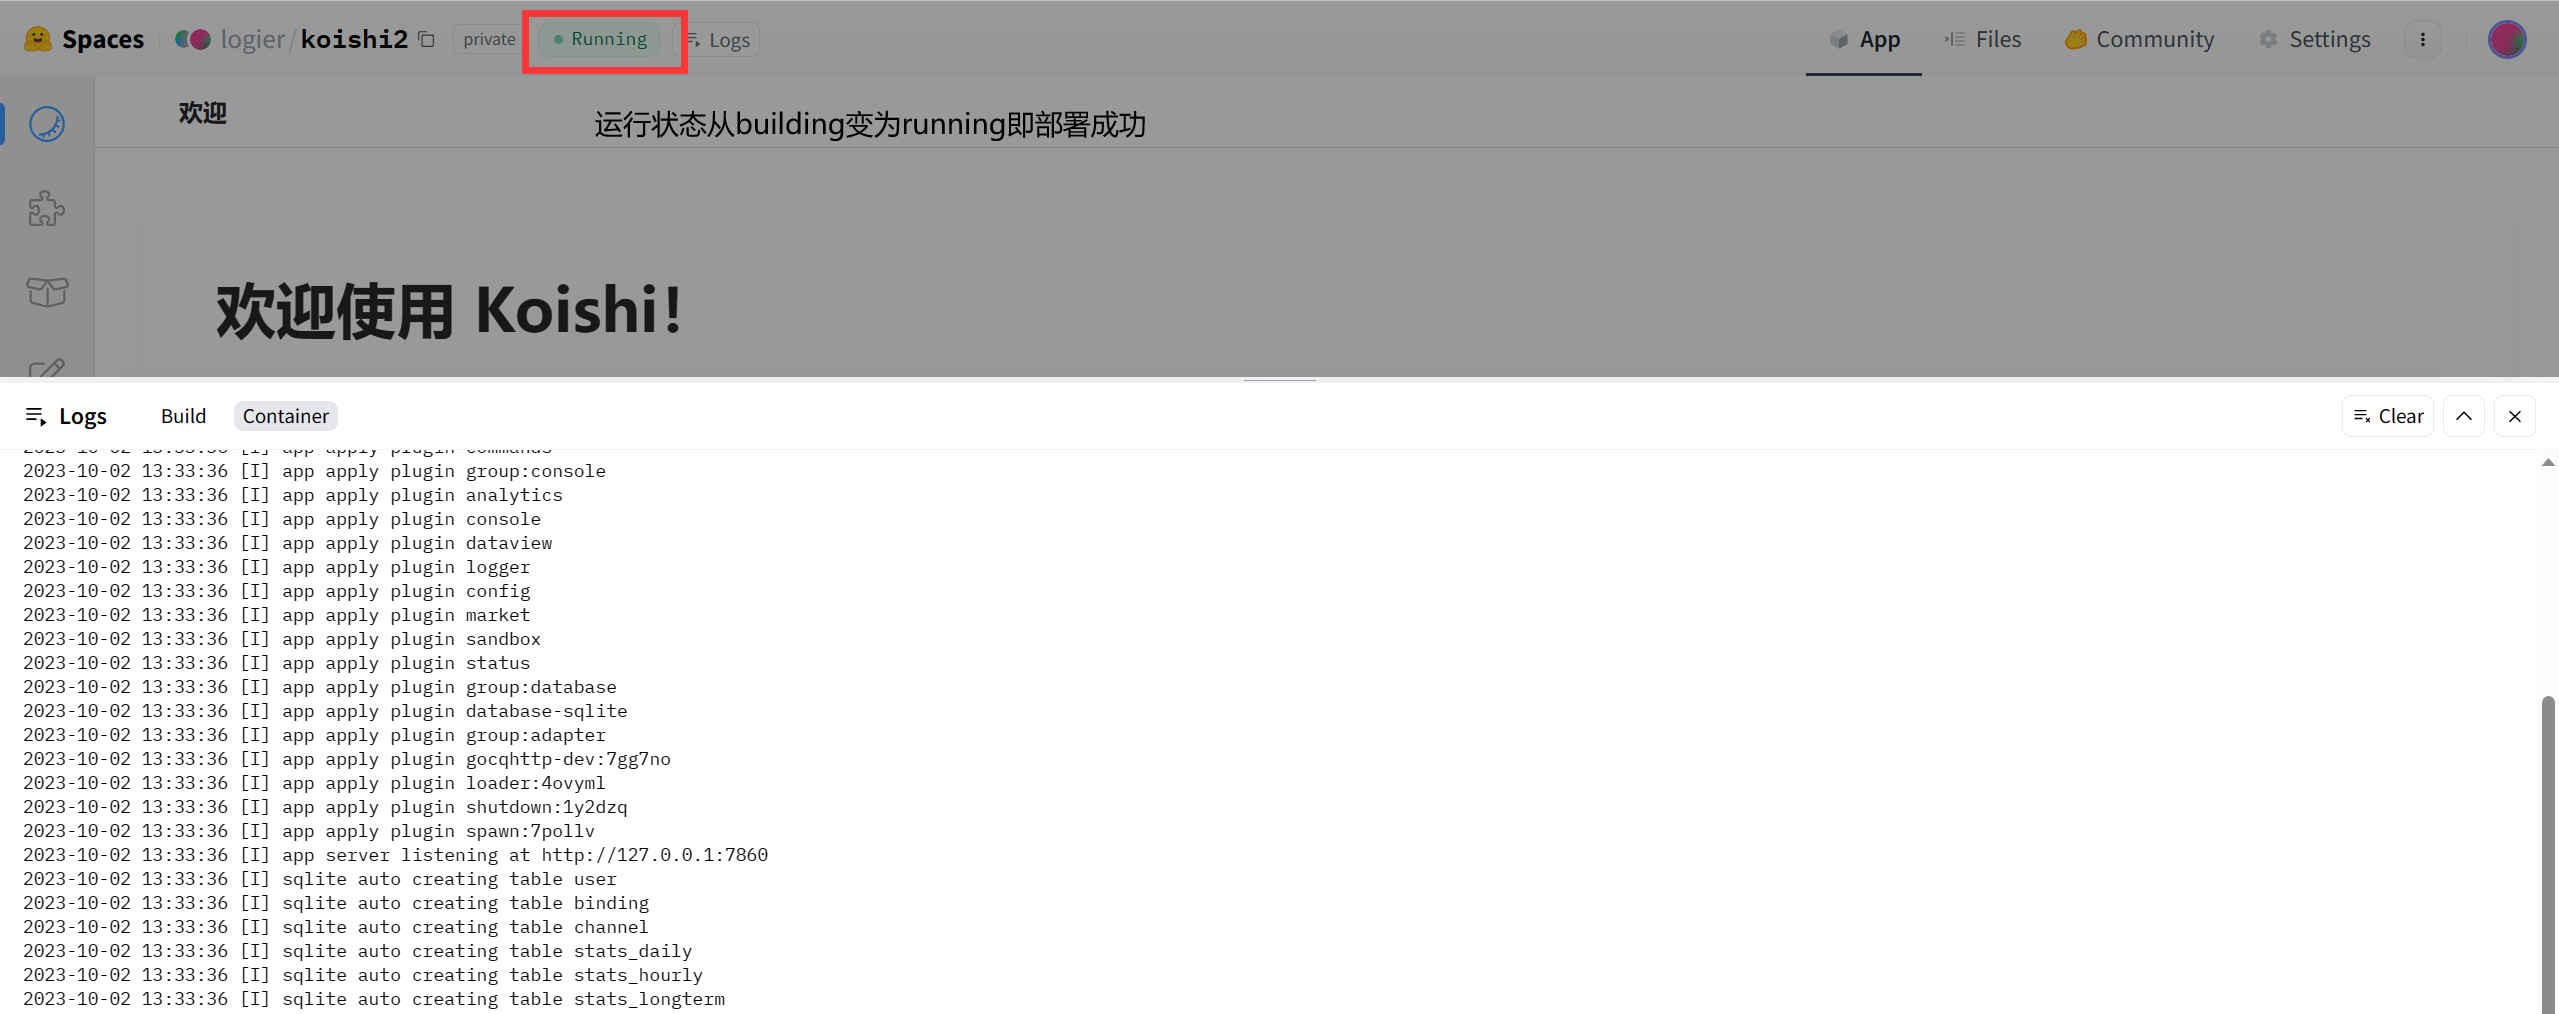 Spaces
logier/koishi2
private
Running
Logs
App
Files
Community
Settings
欢迎
运行状态从building变为running即部署成功
欢迎使用 Koishi！
Logs
Build
Container
Clear
2023-10-02 13:33:36 [I] app apply plugin commands
2023-10-02 13:33:36 [I] app apply plugin group:console
2023-10-02 13:33:36 [I] app apply plugin analytics
2023-10-02 13:33:36 [I] app apply plugin console
2023-10-02 13:33:36 [I] app apply plugin dataview
2023-10-02 13:33:36 [I] app apply plugin logger
2023-10-02 13:33:36 [I] app apply plugin config
2023-10-02 13:33:36 [I] app apply plugin market
2023-10-02 13:33:36 [I] app apply plugin sandbox
2023-10-02 13:33:36 [I] app apply plugin status
2023-10-02 13:33:36 [I] app apply plugin group:database
2023-10-02 13:33:36 [I] app apply plugin database-sqlite
2023-10-02 13:33:36 [I] app apply plugin group:adapter
2023-10-02 13:33:36 [I] app apply plugin gocqhttp-dev:7gg7no
2023-10-02 13:33:36 [I] app apply plugin loader:4ovyml
2023-10-02 13:33:36 [I] app apply plugin shutdown:1y2dzq
2023-10-02 13:33:36 [I] app apply plugin spawn:7pollv
2023-10-02 13:33:36 [I] app server listening at http://127.0.0.1:7860
2023-10-02 13:33:36 [I] sqlite auto creating table user
2023-10-02 13:33:36 [I] sqlite auto creating table binding
2023-10-02 13:33:36 [I] sqlite auto creating table channel
2023-10-02 13:33:36 [I] sqlite auto creating table stats_daily
2023-10-02 13:33:36 [I] sqlite auto creating table stats_hourly
2023-10-02 13:33:36 [I] sqlite auto creating table stats_longterm